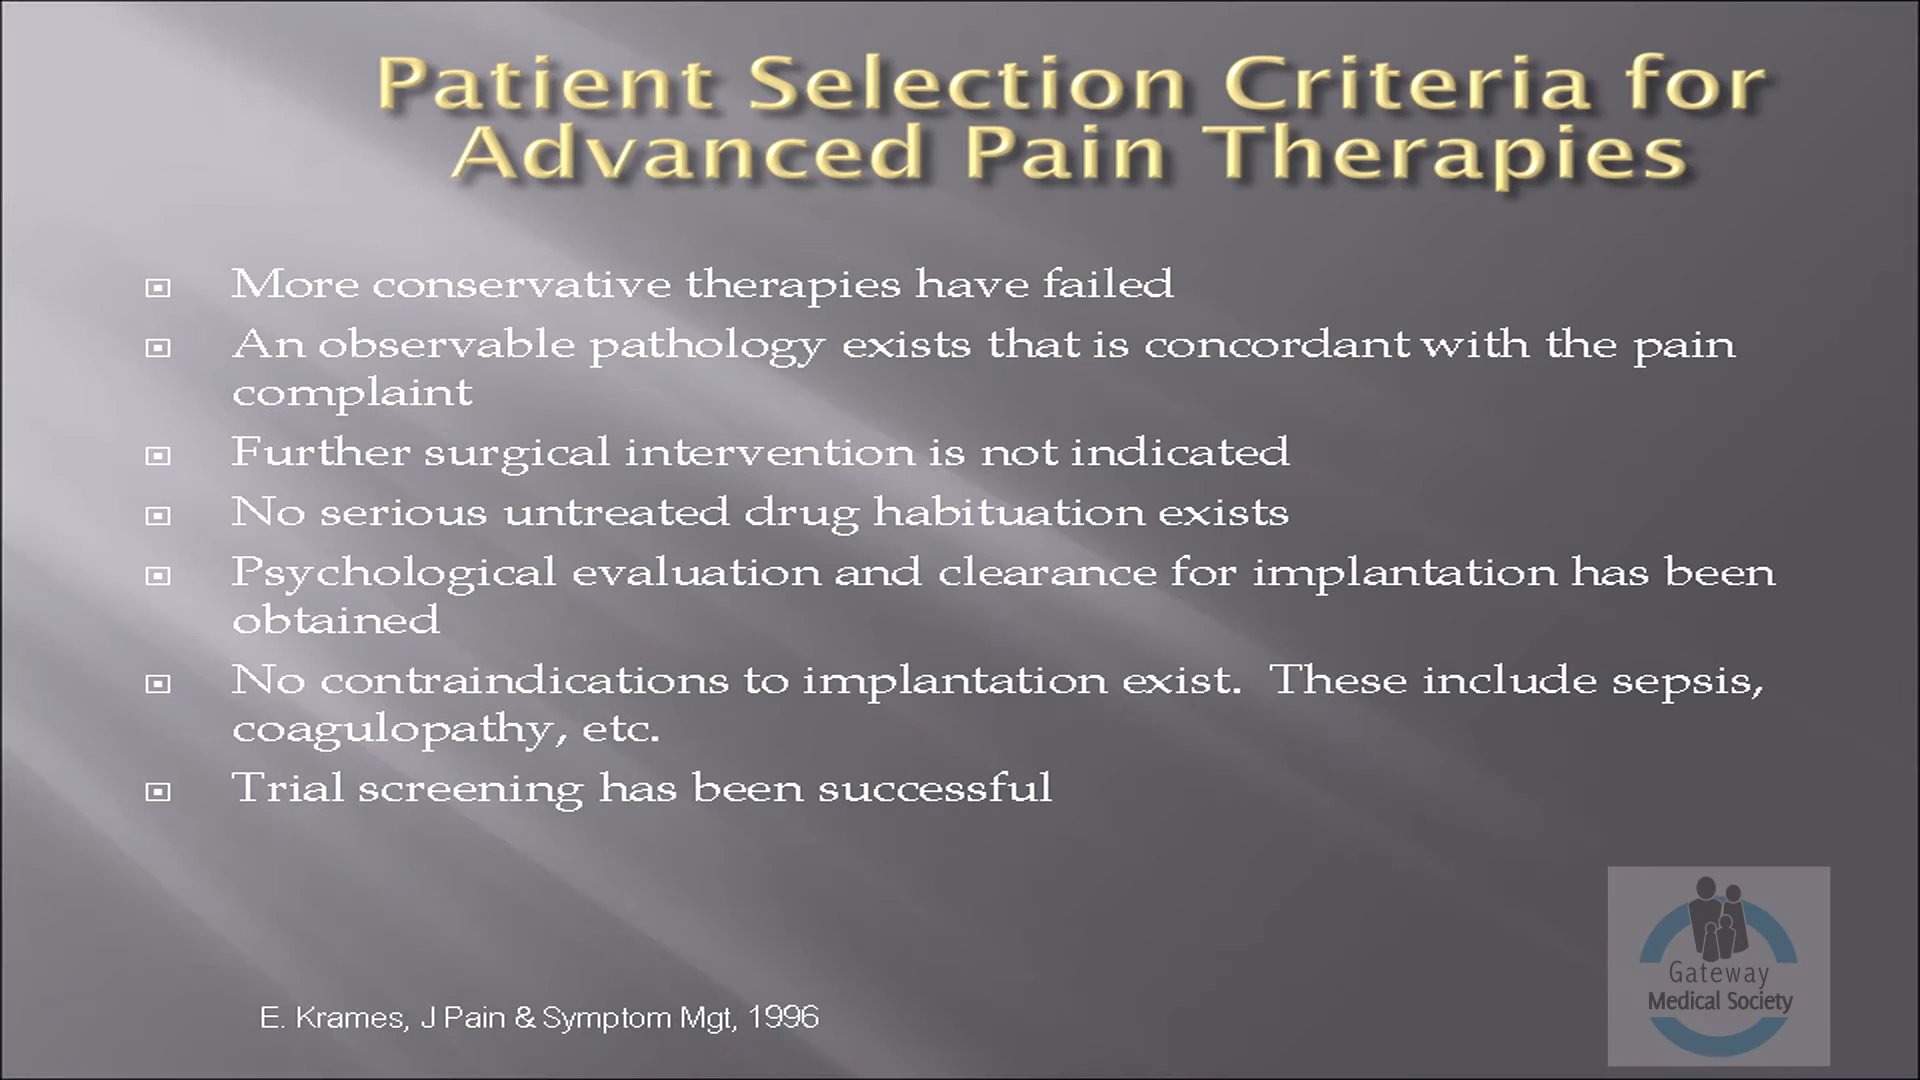 Patient Selection Criteria for
Advanced Pain Therapies
More conservative therapies have failed
An observable pathology exists that is concordant with the pain
complaint
Further surgical intervention is not indicated
No serious untreated drug habituation exists
Psychological evaluation and clearance for implantation has been
obtained
No contraindications to implantation exist. These include sepsis,
coagulopathy, etc.
Trial screening has been successful
E. Krames, J Pain & Symptom Mgt, 1996
Gateway
Medical Society